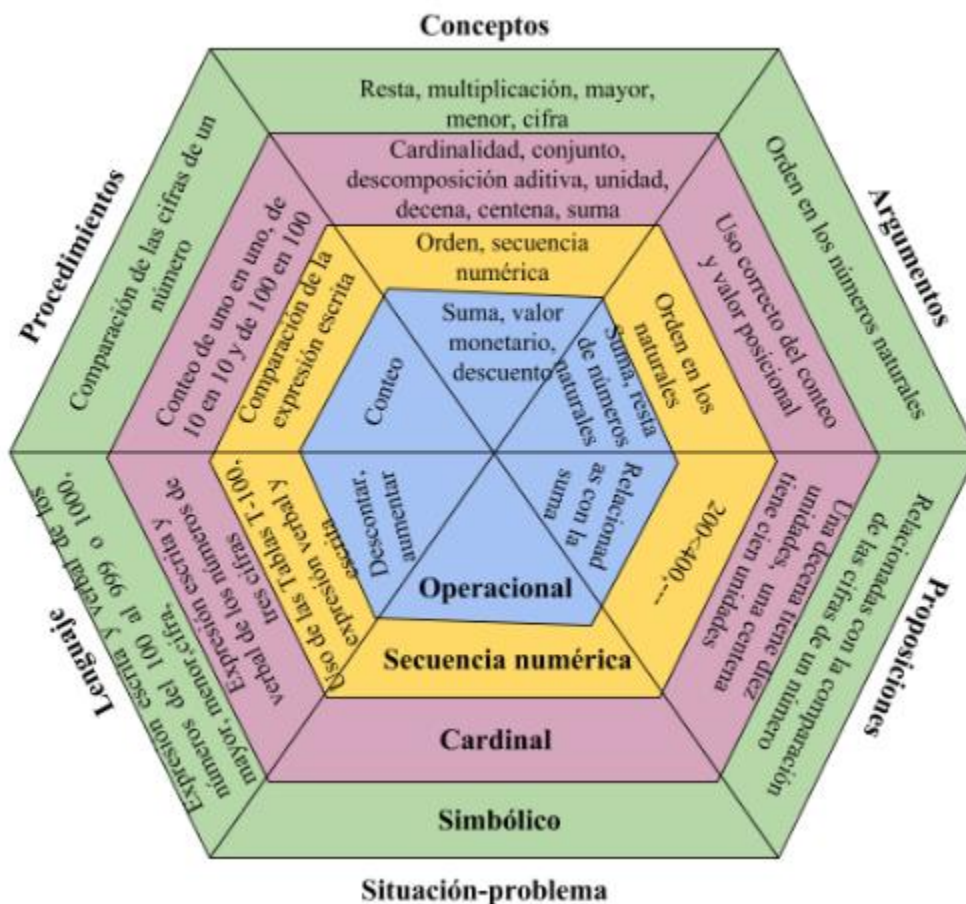 Conceptos
Resta, multiplicación, mayor,
menor, cifra
Cardinalidad, conjunto,
descomposición aditiva, unidad,
decena, centena, suma
Orden, secuencia
numérica
Suma, valor
monetario,
descuento
Argumentos
Orden en los números naturales
Uso correcto del conteo
y valor posicional
Orden en los
naturales
Suma, resta
de números
naturales
Proposiciones
Relacionadas con la comparación
de las cifras de un número
Una decena tiene diez
unidades, una centena
tiene cien unidades
200<400,---
Relacionad
as con la
suma
Situación-problema
Simbólico
Cardinal
Secuencia numérica
Operacional
Lenguaje
Expresión escrita y verbal de los
números del 100 al 999 o 1000,
mayor, menor,cifra,
Expresión escrita y
verbal de los números de
tres cifras
Uso de las Tablas T-100,
expresión verbal y
escrita
Descontar,
aumentar
Procedimientos
Comparación de las cifras de un
número
Conteo de uno en uno, de
10 en 10 y de 100 en 100
Comparación de la
expresión escrita
Conteo